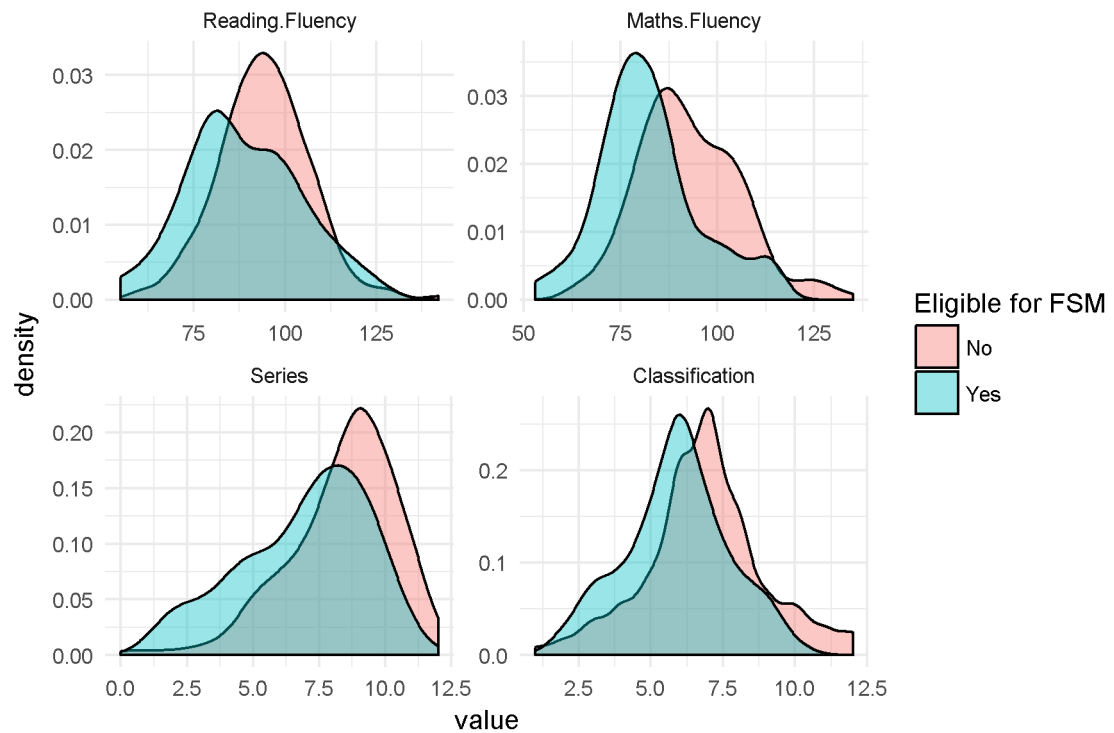 Reading.Fluency
Maths.Fluency
0.03
0.02
0.01
0.00
75 100 125
0.03
0.02
0.01
0.00
50 75 100 125
density
Series
Classification
0.20
0.15
0.10
0.05
0.00
0.0 2.5 5.0 7.5 10.0 12.5
0.2
0.1
0.0
2.5 5.0 7.5 10.0 12.5
value
Eligible for FSM
No
Yes